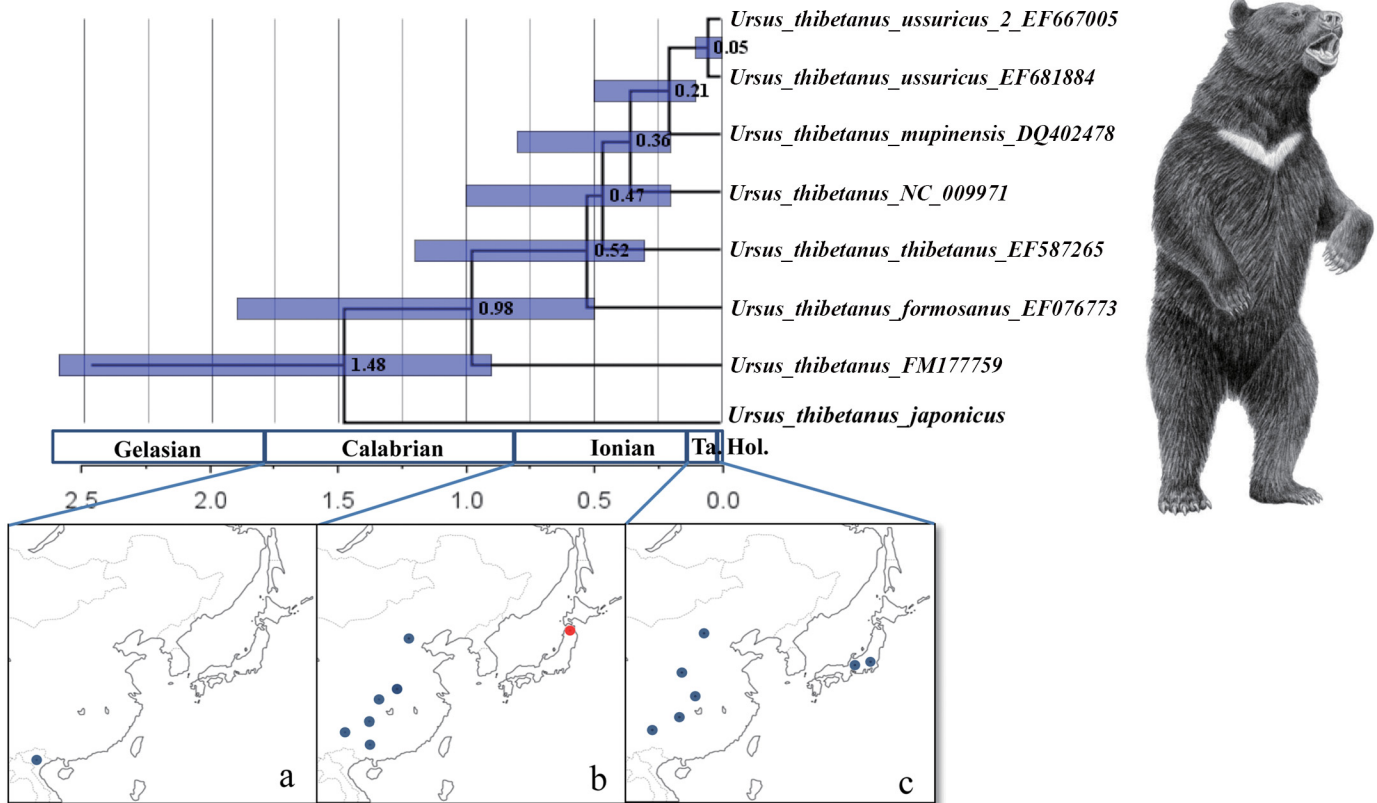 Ursus_thibetanus_ussuricus_2_EF667005
0.05
Ursus_thibetanus_ussuricus_EF681884
0.21
Ursus_thibetanus_mupinensis_DQ402478
0.36
Ursus_thibetanus_NC_009971
0.47
Ursus_thibetanus_thibetanus_EF587265
0.52
Ursus_thibetanus_formosanus_EF076773
0.98
Ursus_thibetanus_FM177759
1.48
Ursus_thibetanus_japonicus
Gelasian Calabrian Ionian Ta. Hol.
2.5 2.0 1.5 1.0 0.5 0.0
a b c